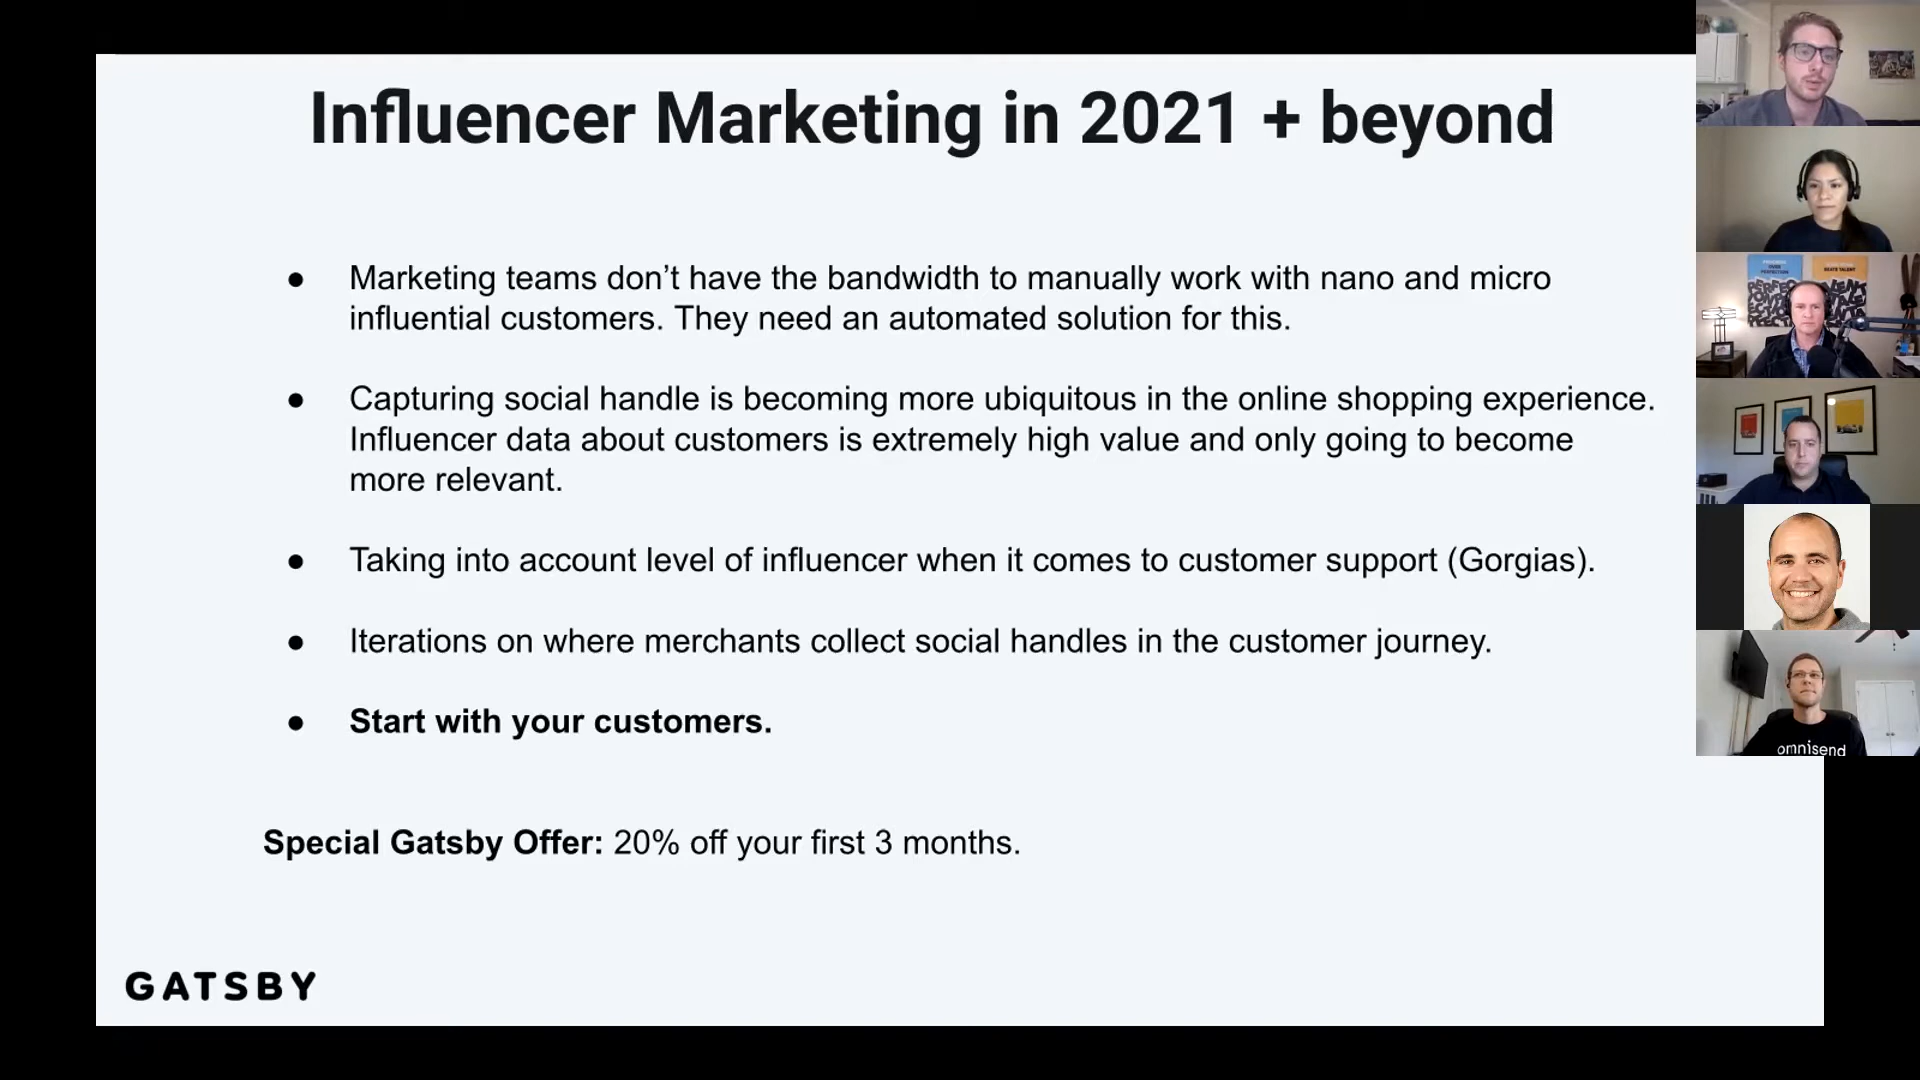 Influencer Marketing in 2021 + beyond
● Marketing teams don’t have the bandwidth to manually work with nano and micro
influential customers. They need an automated solution for this.
● Capturing social handle is becoming more ubiquitous in the online shopping experience.
Influencer data about customers is extremely high value and only going to become
more relevant.
● Taking into account level of influencer when it comes to customer support (Gorgias).
● Iterations on where merchants collect social handles in the customer journey.
● Start with your customers.
Special Gatsby Offer: 20% off your first 3 months.
GATSBY
omnisend